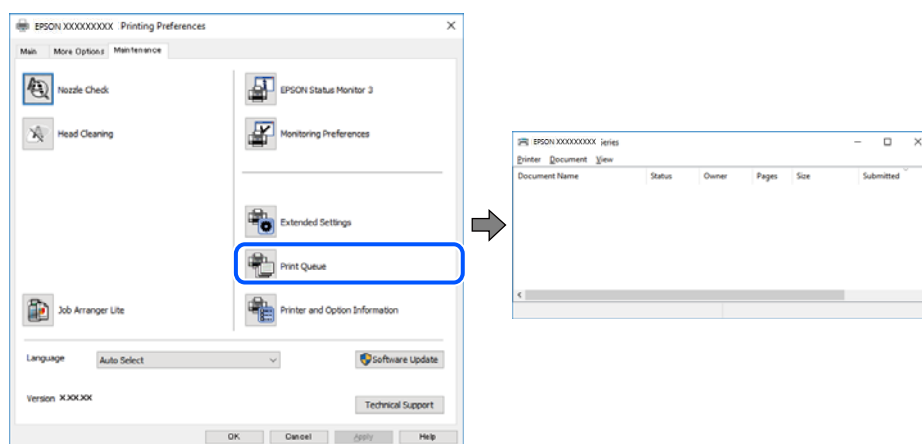 EPSON XXXXXXXXX Printing Preferences
Main More Options Maintenance
Nozzle Check
EPSON Status Monitor 3
Head Cleaning
Monitoring Preferences
Extended Settings
Print Queue
Job Arranger Lite
Printer and Option Information
Language Auto Select
Software Update
Version X.XX.XX
Technical Support
OK Cancel Apply Help
EPSON XXXXXXXXX
Printer Document View
Document Name Status Owner Pages Size Submitted